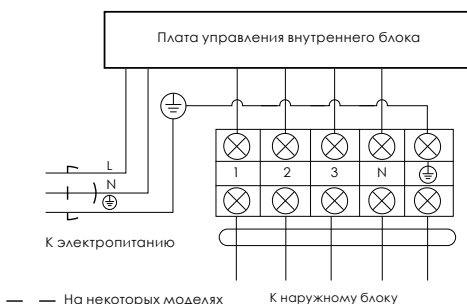 Плата управления внутреннего блока
L
N
1 2 3 N
К электропитанию
На некоторых моделях
К наружному блоку